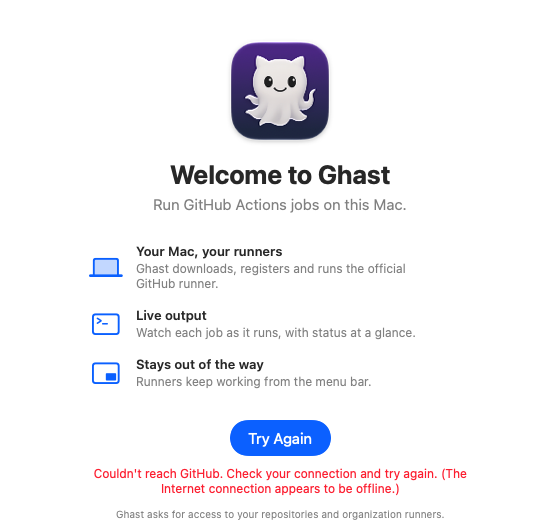 Welcome to Ghast
Run GitHub Actions jobs on this Mac.
Your Mac, your runners
Ghast downloads, registers and runs the official
GitHub runner.
>_
Live output
Watch each job as it runs, with status at a glance.
Stays out of the way
Runners keep working from the menu bar.
Try Again
Couldn't reach GitHub. Check your connection and try again. (The
Internet connection appears to be offline.)
Ghast asks for access to your repositories and organization runners.